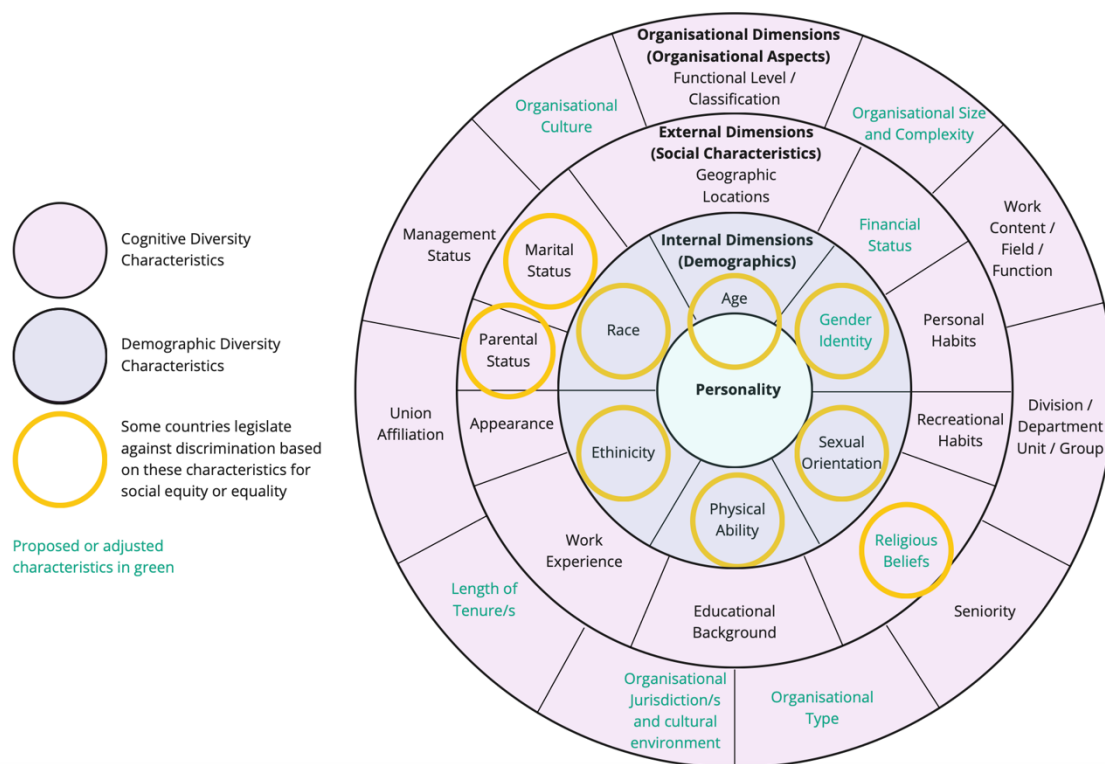 Organisational Dimensions
(Organisational Aspects)
Functional Level /
Classification
Organisational
Culture
Organisational Size
and Complexity
External Dimensions
(Social Characteristics)
Geographic
Locations
Management
Status
Marital
Status
Financial
Status
Work
Content /
Field /
Function
Cognitive Diversity
Characteristics
Internal Dimensions
(Demographics)
Age
Race
Gender
Identity
Parental
Status
Personal
Habits
Demographic Diversity
Characteristics
Personality
Union
Affiliation
Appearance
Recreational
Habits
Division /
Department
Unit / Group
Some countries legislate
against discrimination based
on these characteristics for
social equity or equality
Ethinicity
Sexual
Orientation
Physical
Ability
Proposed or adjusted
characteristics in green
Work
Experience
Religious
Beliefs
Length of
Tenure/s
Educational
Background
Seniority
Organisational
Jurisdiction/s
and cultural
environment
Organisational
Type